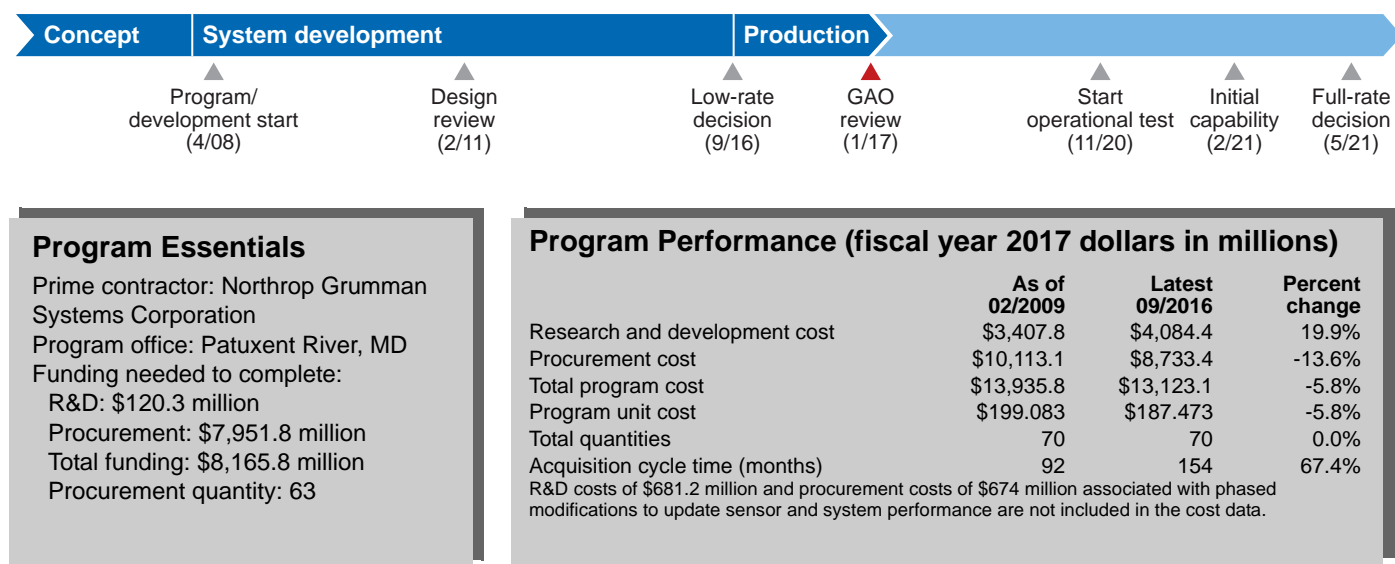 Concept System development Production
Program/
development start
(4/08)
Design
review
(2/11)
Low-rate
decision
(9/16)
GAO
review
(1/17)
Start
operational test
(11/20)
Initial
capability
(2/21)
Full-rate
decision
(5/21)
Program Essentials
Prime contractor: Northrop Grumman
Systems Corporation
Program office: Patuxent River, MD
Funding needed to complete:
R&D: $120.3 million
Procurement: $7,951.8 million
Total funding: $8,165.8 million
Procurement quantity: 63
Program Performance (fiscal year 2017 dollars in millions)
As of Latest Percent
02/2009 09/2016 change
Research and development cost $3,407.8 $4,084.4 19.9%
Procurement cost $10,113.1 $8,733.4 -13.6%
Total program cost $13,935.8 $13,123.1 -5.8%
Program unit cost $199.083 $187.473 -5.8%
Total quantities 70 70 0.0%
Acquisition cycle time (months) 92 154 67.4%
R&D costs of $681.2 million and procurement costs of $674 million associated with phased
modifications to update sensor and system performance are not included in the cost data.